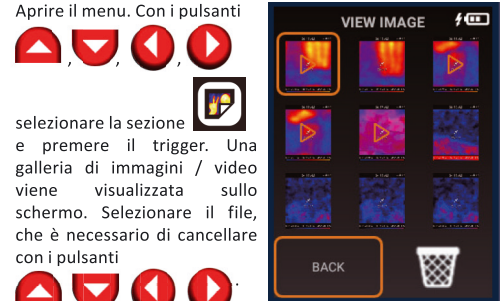 Aprire il menu. Con i pulsanti
, , ,
selezionare la sezione
e premere il trigger. Una
galleria di immagini / video
viene visualizzata sullo
schermo. Selezionare il file,
che è necessario di cancellare
con i pulsanti
.
VIEW IMAGE
BACK